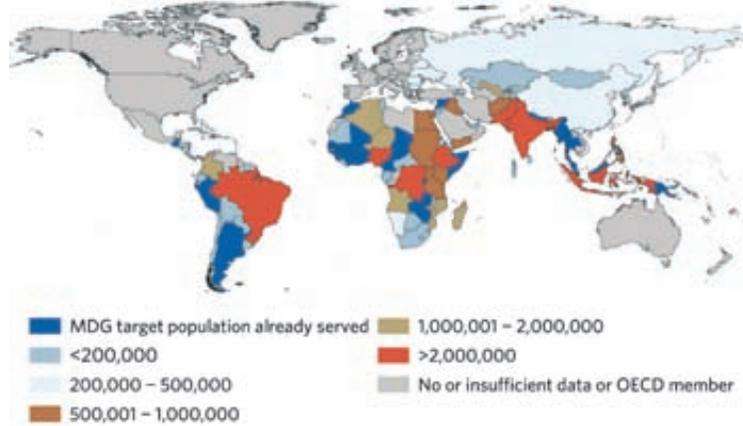 MDG target population already served
<200,000
200,000 – 500,000
500,001 – 1,000,000
1,000,001 – 2,000,000
>2,000,000
No or insufficient data or OECD member